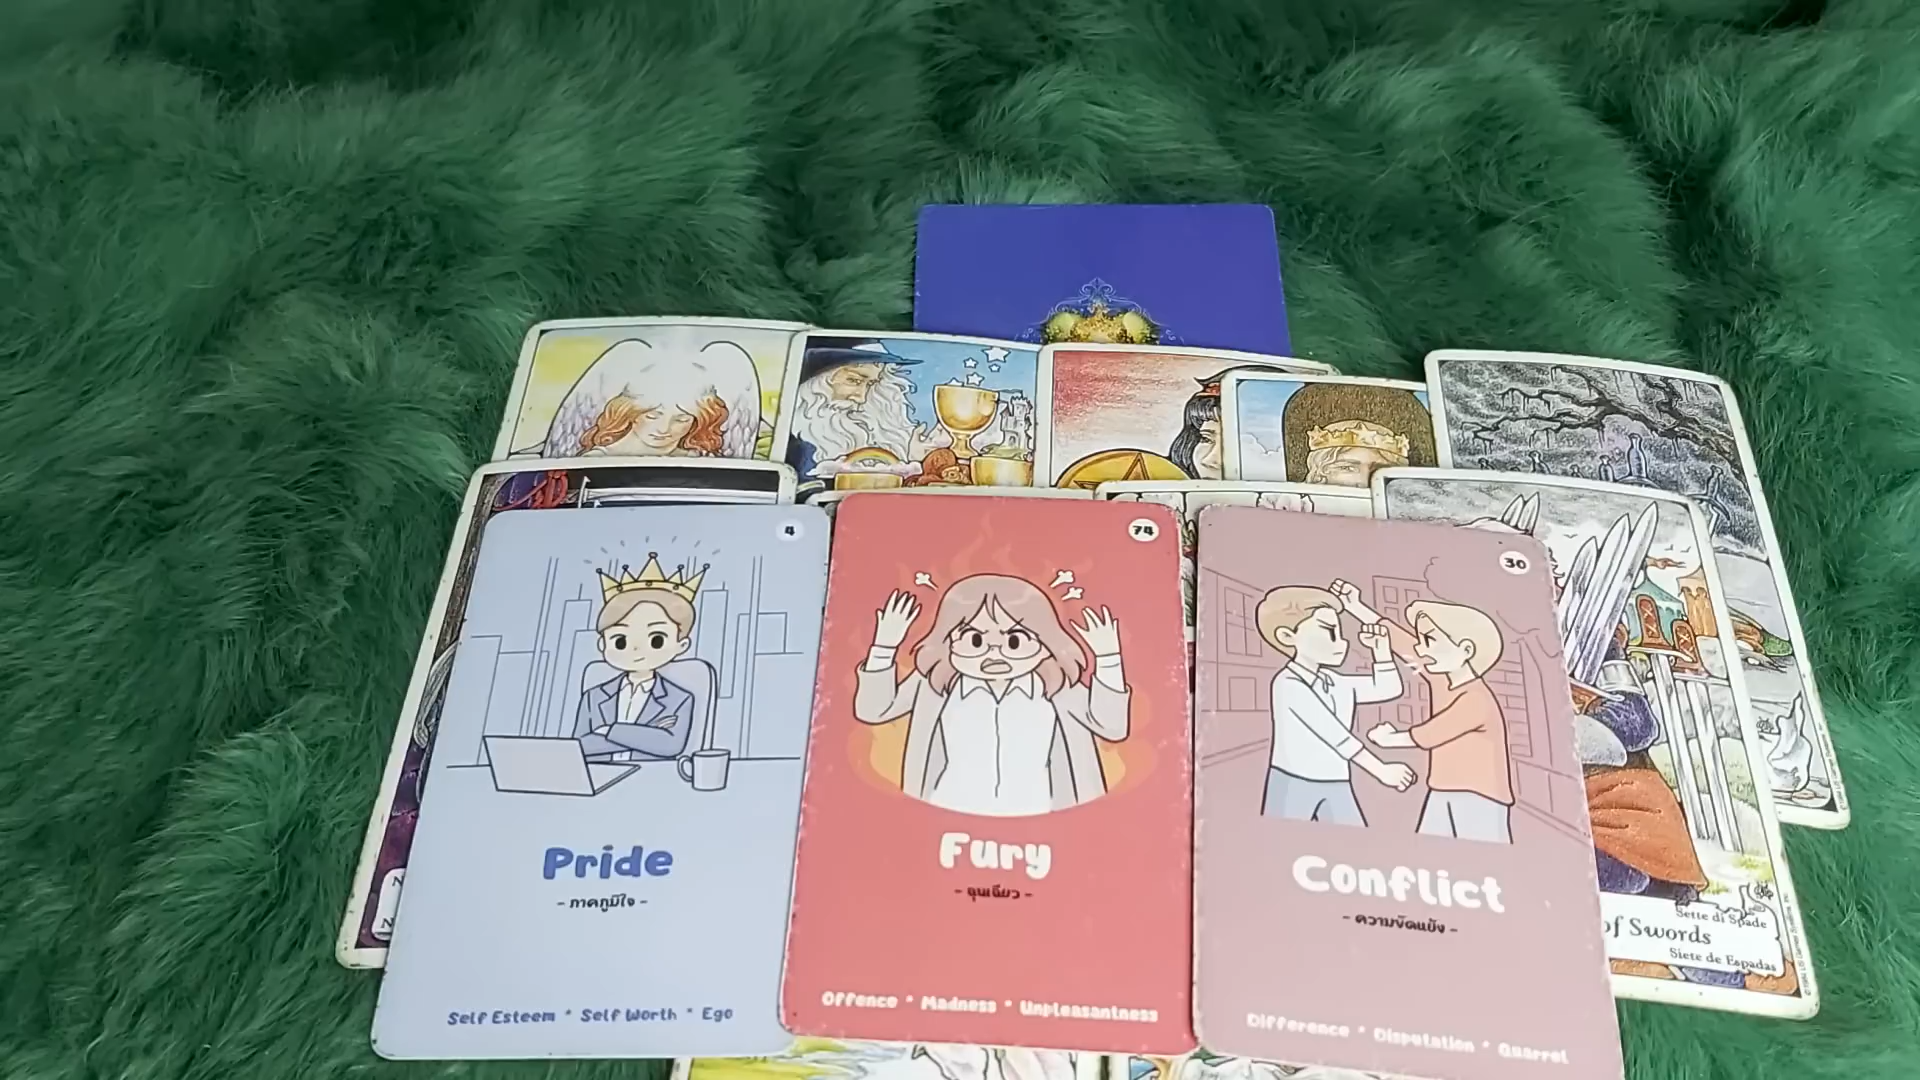 4
Pride
- ภาคภูมิใจ -
Self Esteem * Self Worth * Ego
74
Fury
- ฉุนเฉียว -
Offence * Madness * Unpleasantness
30
Conflict
- ความขัดแย้ง -
Difference * Disputation * Quarrel
Sette di Spade
of Swords
Siete de Espadas
N
N